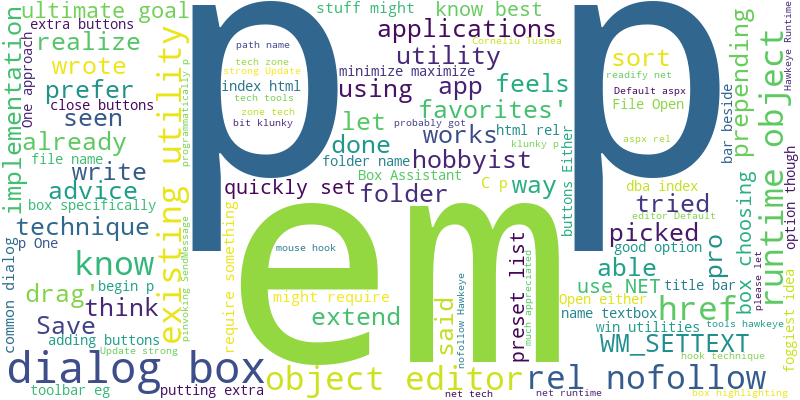 ultimate goal
extra buttons
realize
wrote
prefer
close buttons
seen
already
file name
write
advice
box specifically
technique
p One
know
begin p
drag'
think
Save
adding buttons
Update strong
dialog box
toolbar eg
putting extra
implementation
One approach
common dialog
existing utility
programmatically p
pinvoking SendMessage
p
p
em
path name
tech zone
strong Update
index html
tech tools
zone tech
bit klunky
stuff might
know best
applications
Corneliu Tusnea
utility
minimize maximize
using
app
feels
favorites'
let
probably got
works
html rel
done
hobbyist
klunky p
folder name
Box Assistant
quickly set
folder
C p
way
buttons Either
require something
mouse hook
might require
extend
said
nofollow Hawkeye
preset list
much appreciated
object editor
rel nofollow
net tech
net runtime
sort
readify net
Default aspx
File Open
aspx rel
bar beside
prepending
runtime object
Hawkeye Runtime
option though
dba index
tried
editor Default
picked
good option
able
pro
box choosing
please let
use NET
title bar
Open either
href
name textbox
win utilities
tools hawkeye
WM_SETTEXT
hook technique
foggiest idea
box highlighting